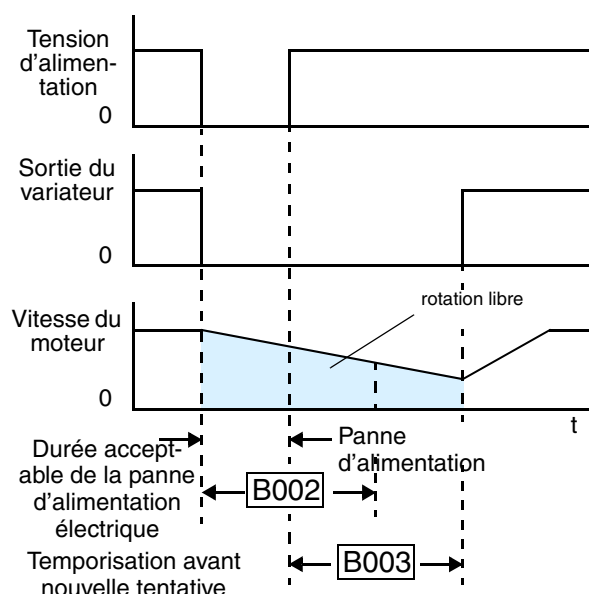 Tension
d'alimen-
tation
0
Sortie du
variateur
0
rotation libre
Vitesse du
moteur
0
t
Durée accept-
able de la panne
d'alimentation
électrique
Panne
d'alimentation
B002
Temporisation avant
nouvelle tentative
B003